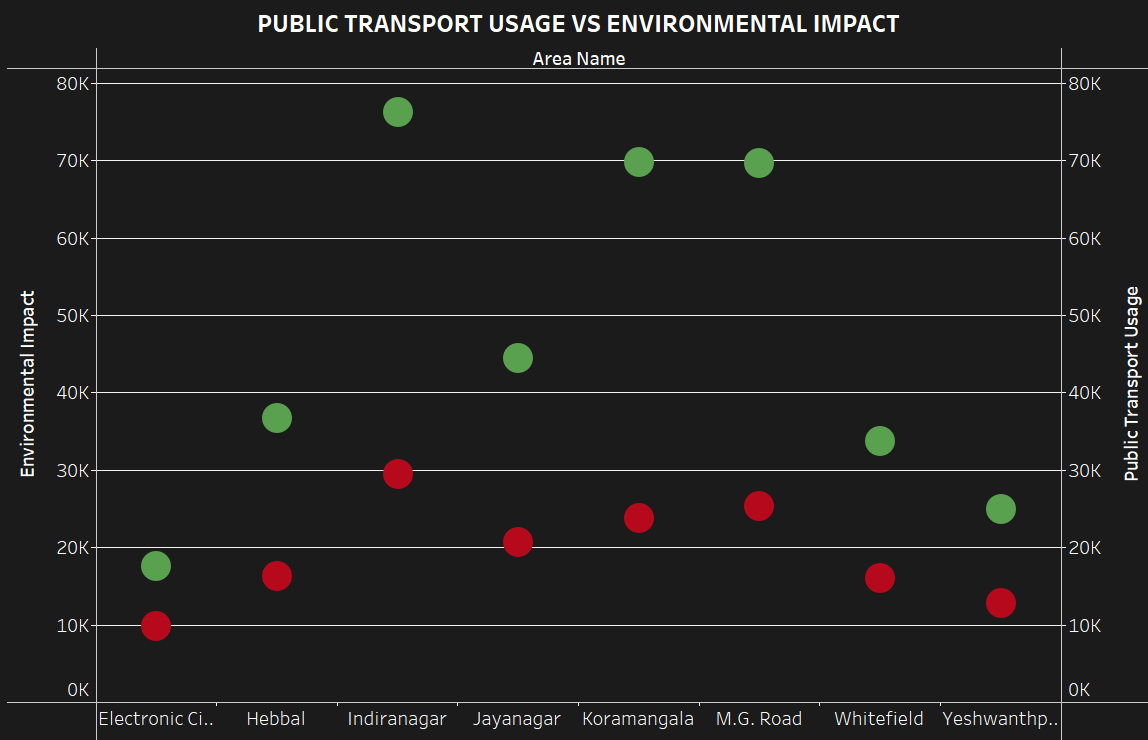 PUBLIC TRANSPORT USAGE VS ENVIRONMENTAL IMPACT
Area Name
80K
70K
60K
50K
40K
30K
20K
10K
0K
Environmental Impact
80K
70K
60K
50K
40K
30K
20K
10K
0K
Public Transport Usage
Electronic Ci.. Hebbal Indiranagar Jayanagar Koramangala M.G. Road Whitefield Yeshwanthp..